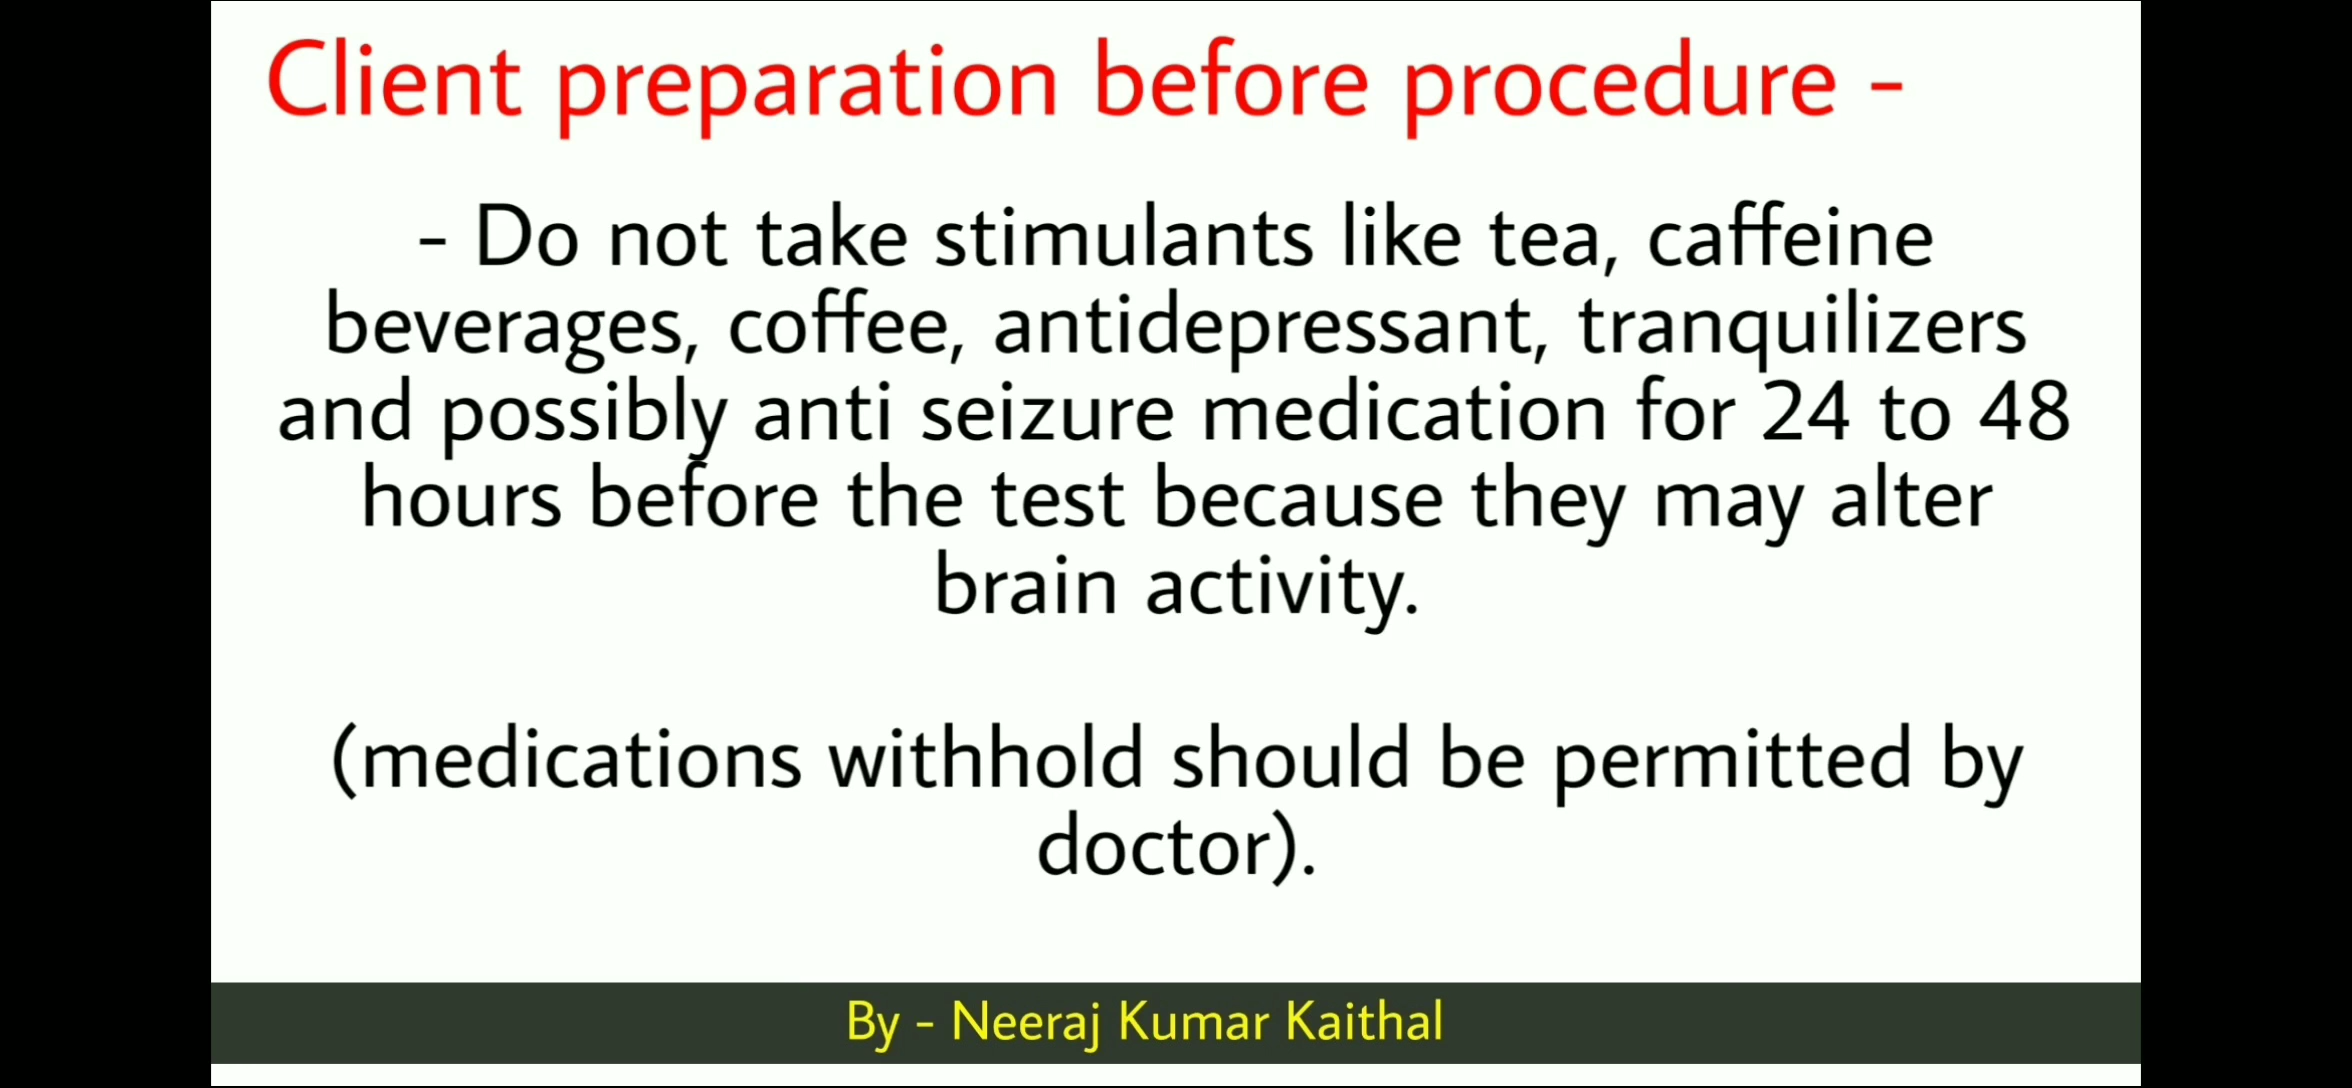 Client preparation before procedure -
- Do not take stimulants like tea, caffeine
beverages, coffee, antidepressant, tranquilizers
and possibly anti seizure medication for 24 to 48
hours before the test because they may alter
brain activity.
(medications withhold should be permitted by
doctor).
By - Neeraj Kumar Kaithal